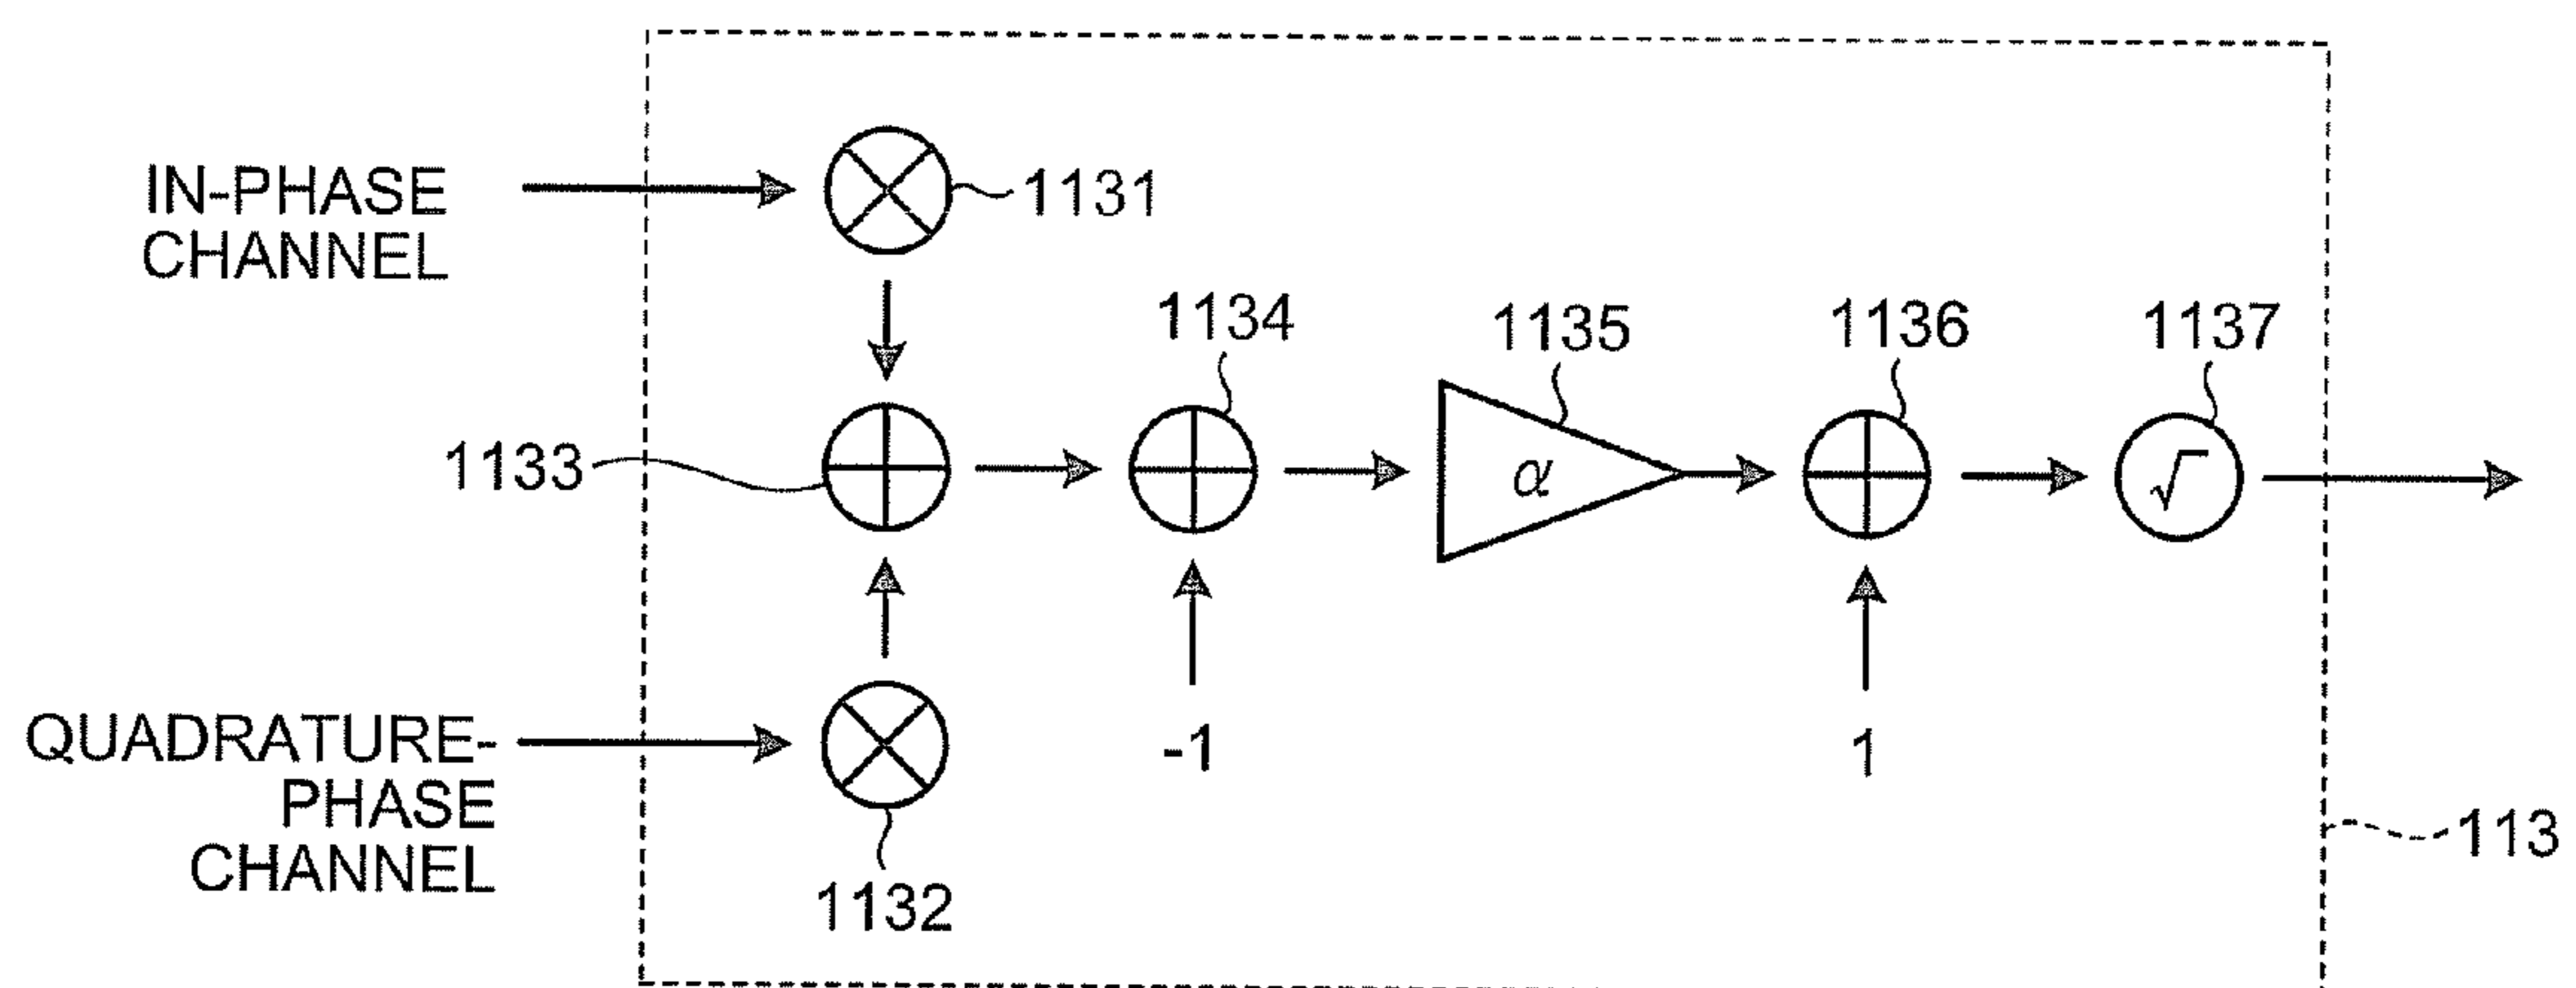 IN-PHASE
CHANNEL
1131
1134
1135
1136
1137
1133
α
√
QUADRATURE-
PHASE
CHANNEL
-1
1
113
1132